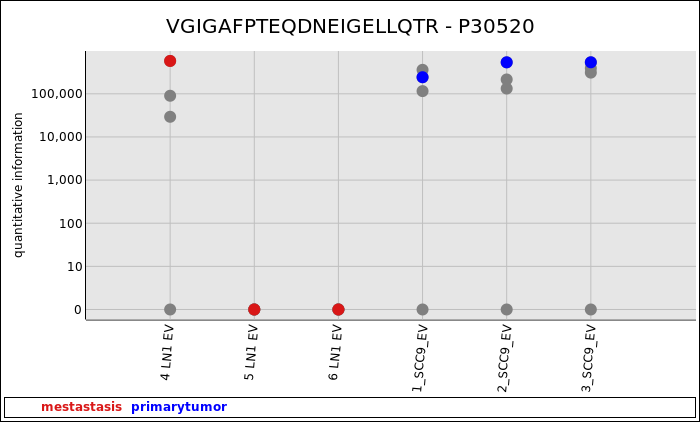 VGIGAFPTEQDNEIGELLQTR - P30520
quantitative information
100,000
10,000
1,000
100
10
0
4 LN1 EV
5 LN1 EV
6 LN1 EV
1_SCC9_EV
2_SCC9_EV
3_SCC9_EV
mestastasis primarytumor